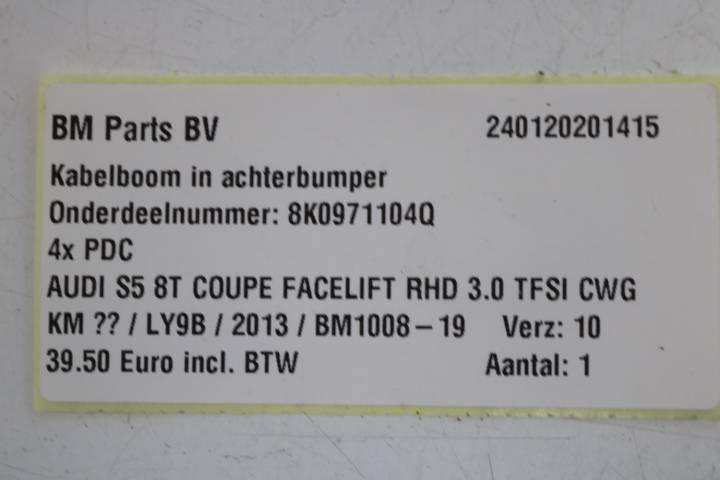 BM Parts BV 240120201415
Kabelboom in achterbumper
Onderdeelnummer: 8K0971104Q
4x PDC
AUDI S5 8T COUPE FACELIFT RHD 3.0 TFSI CWG
KM ?? / LY9B / 2013 / BM1008-19 Verz: 10
39.50 Euro incl. BTW Aantal: 1